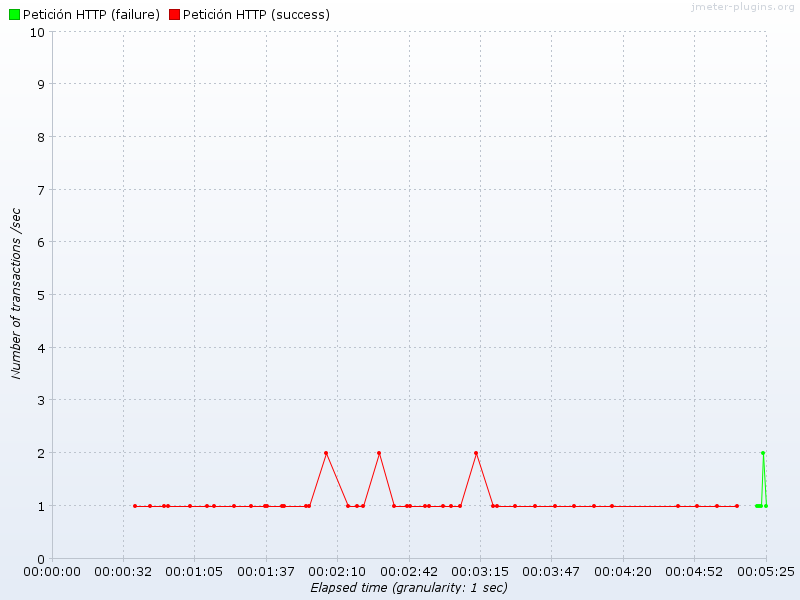 jmeter-plugins.org
Petición HTTP (failure) Petición HTTP (success)
10
9
8
7
6
5
4
3
2
1
0
Number of transactions /sec
00:00:00 00:00:32 00:01:05 00:01:37 00:02:10 00:02:42 00:03:15 00:03:47 00:04:20 00:04:52 00:05:25
Elapsed time (granularity: 1 sec)